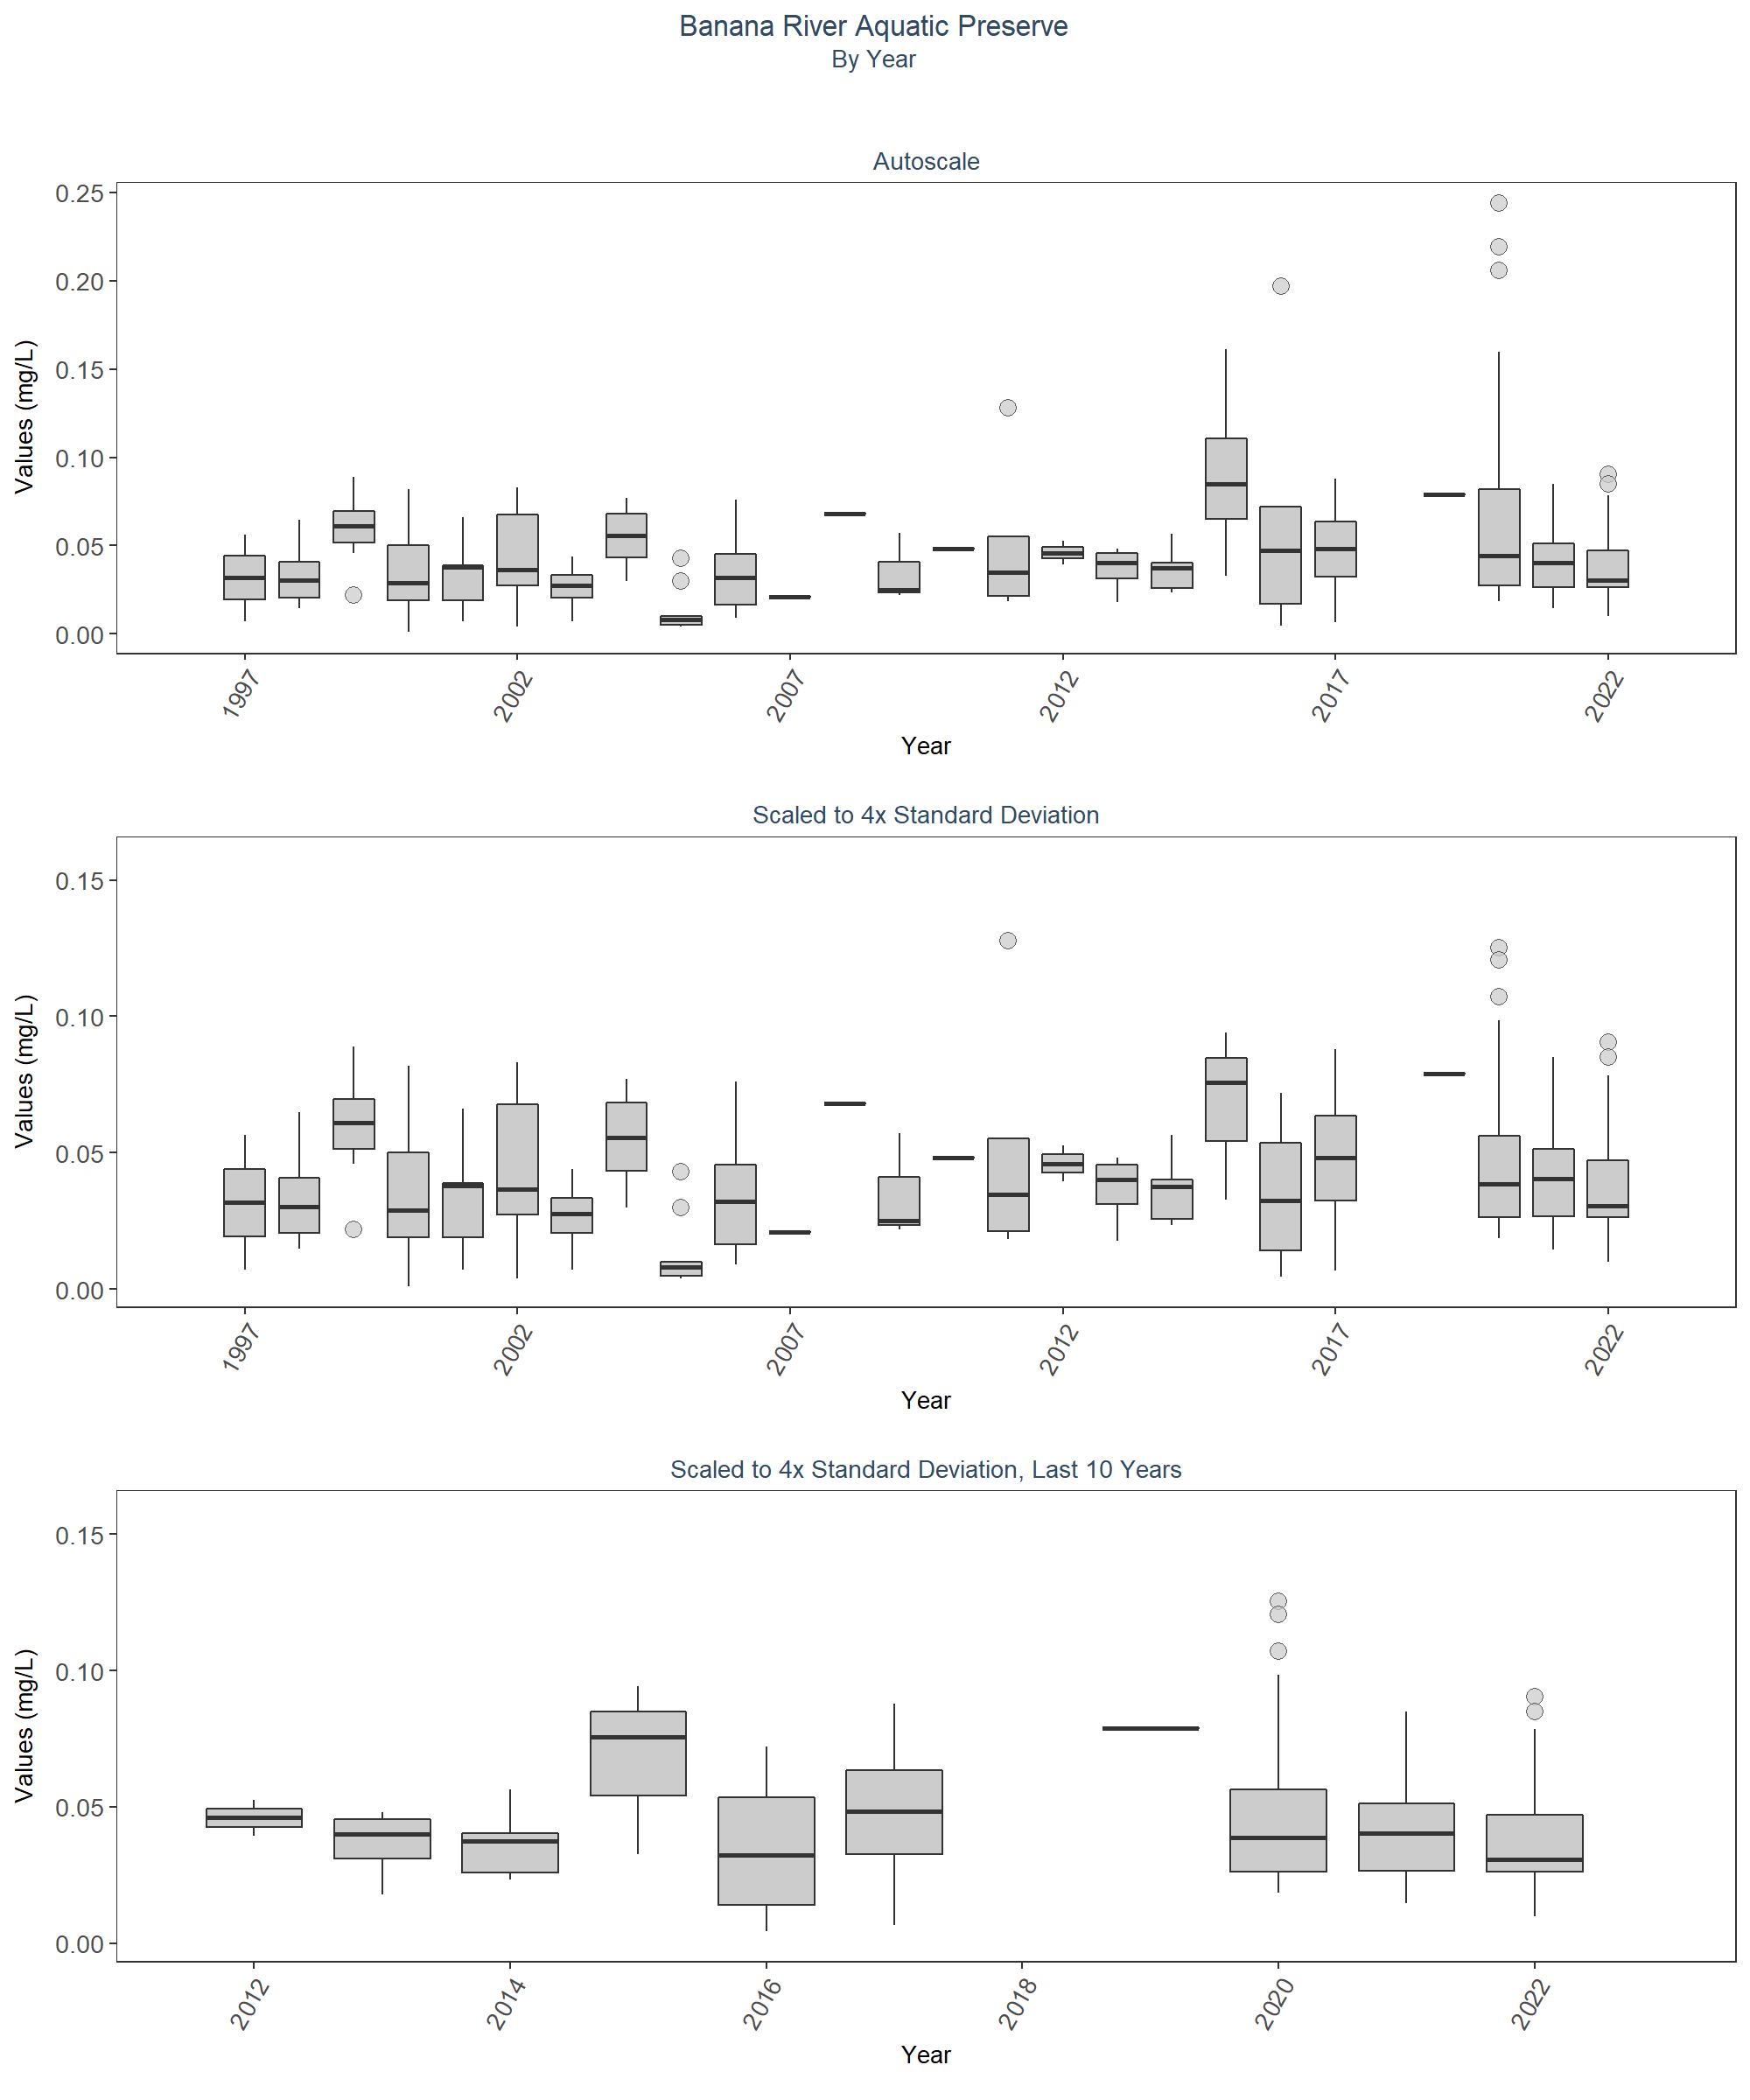 Banana River Aquatic Preserve
By Year
Autoscale
0.25
0.20
0.15
0.10
0.05
0.00
Values (mg/L)
1997 2002 2007 2012 2017 2022
Year
Scaled to 4x Standard Deviation
0.15
0.10
0.05
0.00
Values (mg/L)
1997 2002 2007 2012 2017 2022
Year
Scaled to 4x Standard Deviation, Last 10 Years
0.15
0.10
0.05
0.00
Values (mg/L)
2012 2014 2016 2018 2020 2022
Year